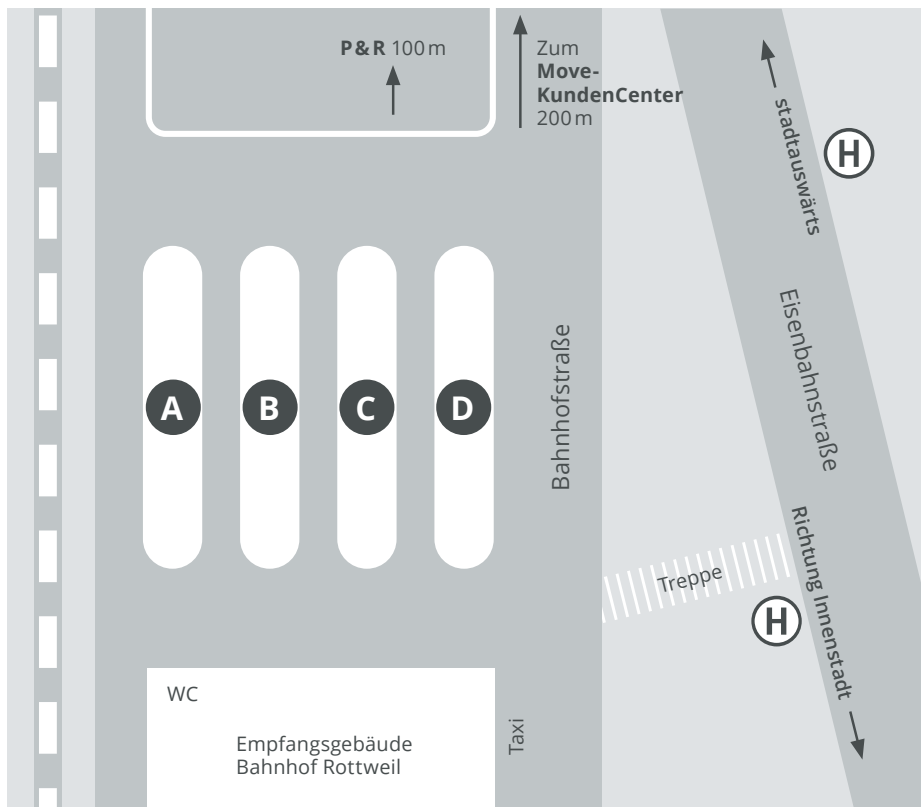 P&R 100 m
Zum
Move-
KundenCenter
200 m
stadtauswärts
H
A
B
C
D
Bahnhofstraße
Eisenbahnstraße
Richtung Innenstadt
Treppe
H
WC
Empfangsgebäude
Bahnhof Rottweil
Taxi